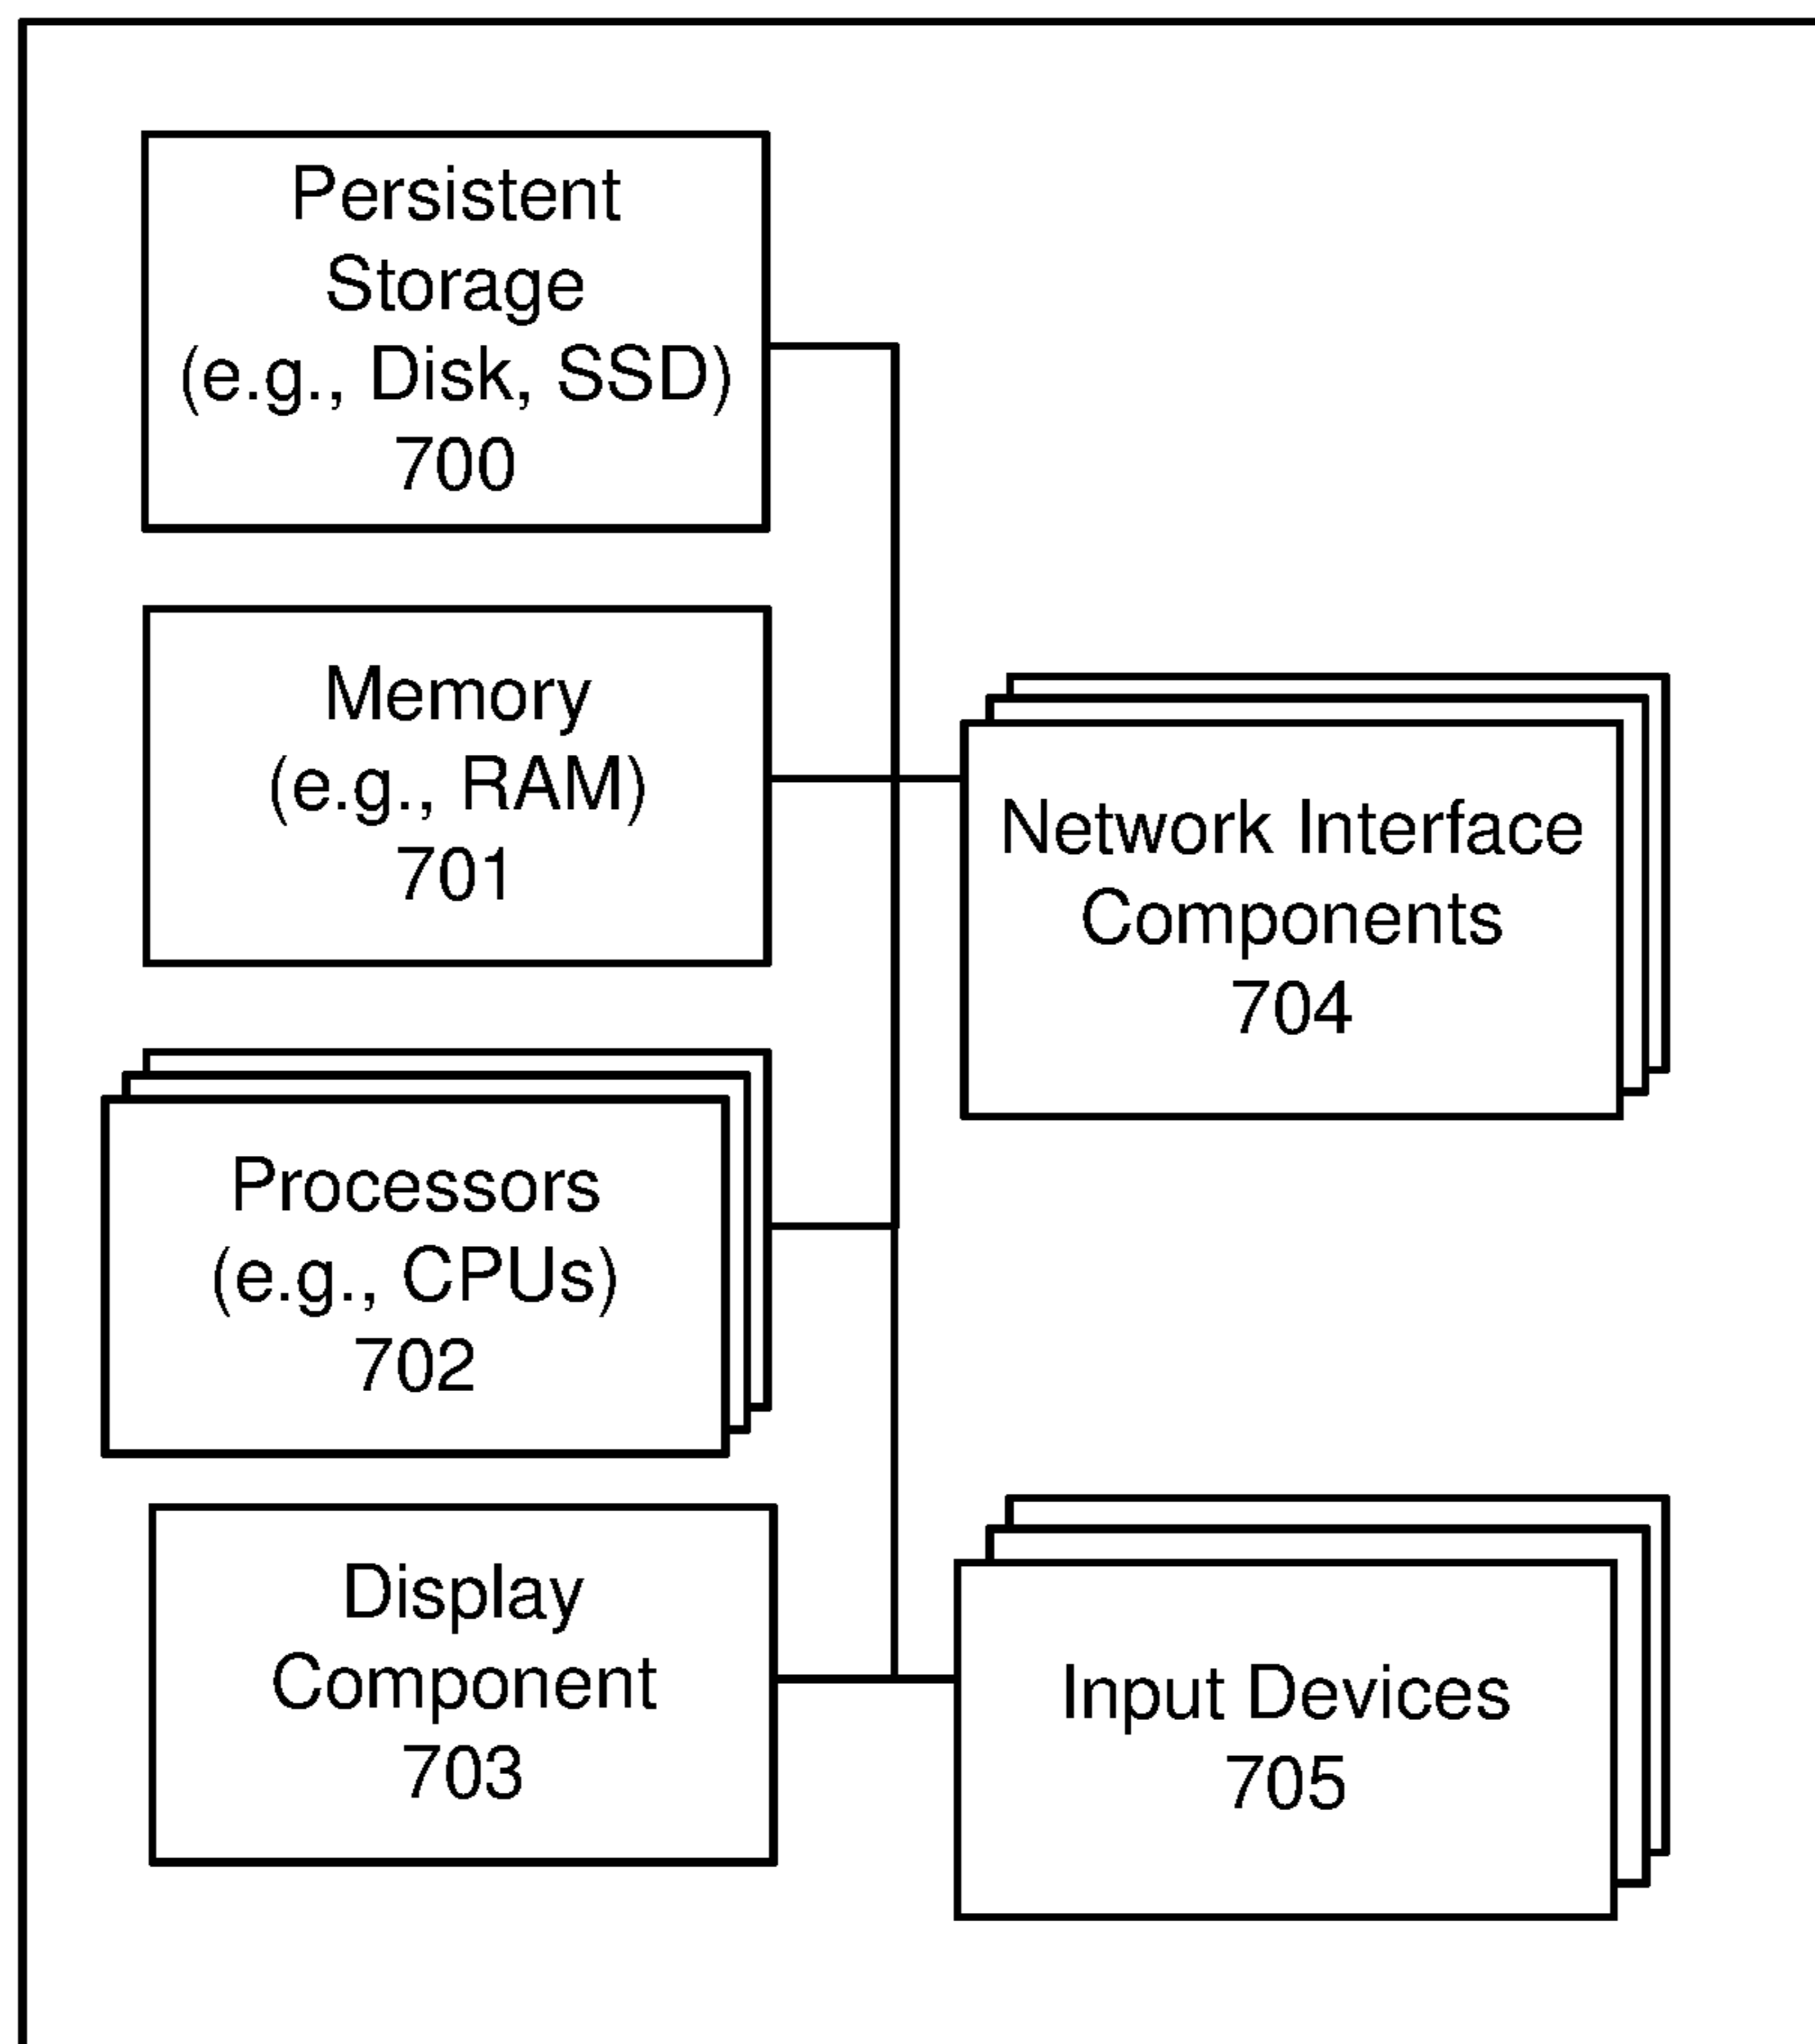 Persistent
Storage
(e.g., Disk, SSD)
700
Memory
(e.g., RAM)
701
Network Interface
Components
704
Processors
(e.g., CPUs)
702
Display
Component
703
Input Devices
705